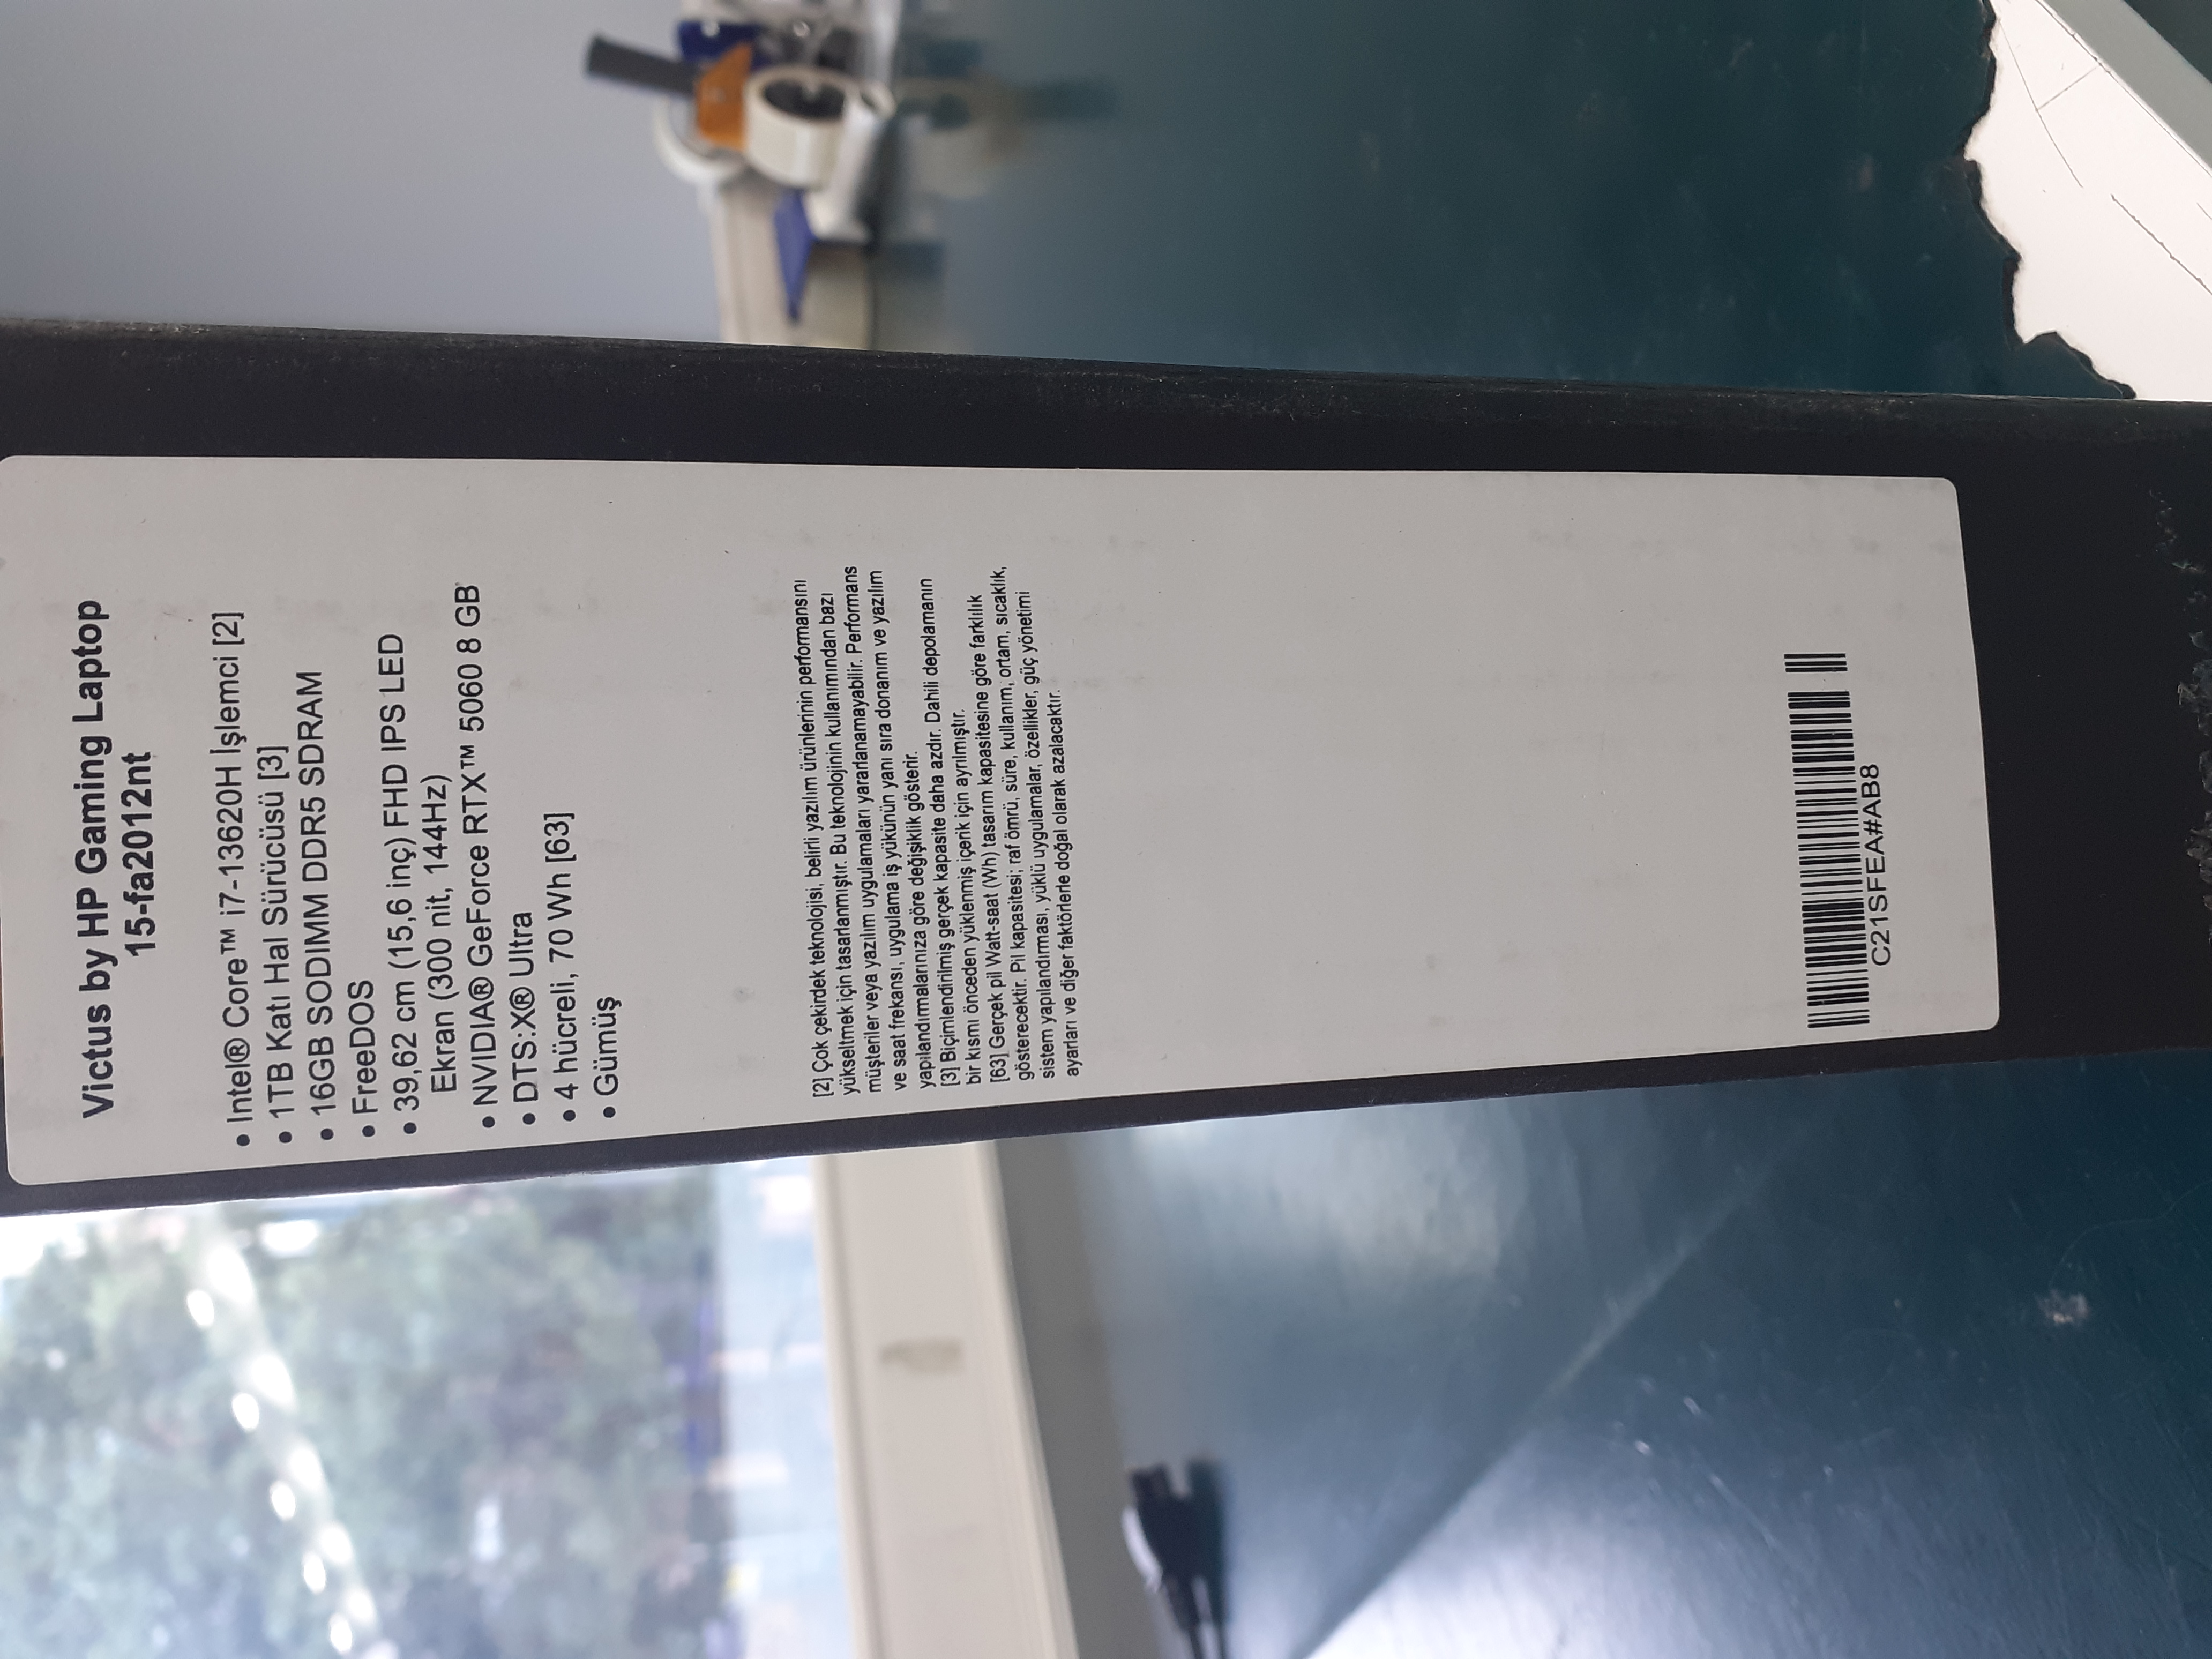 Victus by HP Gaming Laptop
15-fa2012nt
• Intel® Core™ i7-13620H İşlemci [2]
• 1TB Katı Hal Sürücüsü [3]
• 16GB SODIMM DDR5 SDRAM
• FreeDOS
• 39,62 cm (15,6 inç) FHD IPS LED
Ekran (300 nit, 144Hz)
• NVIDIA® GeForce RTX™ 5060 8 GB
• DTS:X® Ultra
• 4 hücreli, 70 Wh [63]
• Gümüş
[2] Çok çekirdek teknolojisi, belirli yazılım ürünlerinin performansını
yükseltmek için tasarlanmıştır. Bu teknolojinin kullanımından bazı
müşteriler veya yazılım uygulamaları yararlanamayabilir. Performans
ve saat frekansı, uygulama iş yükünün yanı sıra donanım ve yazılım
yapılandırmalarınıza göre değişiklik gösterir.
[3] Biçimlendirilmiş gerçek kapasite daha azdır. Dahili depolamanın
bir kısmı önceden yüklenmiş içerik için ayrılmıştır.
[63] Gerçek pil Watt-saat (Wh) tasarım kapasitesine göre farklılık
gösterecektir. Pil kapasitesi; raf ömrü, süre, kullanım, ortam, sıcaklık,
sistem yapılandırması, yüklü uygulamalar, özellikler, güç yönetimi
ayarları ve diğer faktörlerle doğal olarak azalacaktır.
C21SFEA#AB8